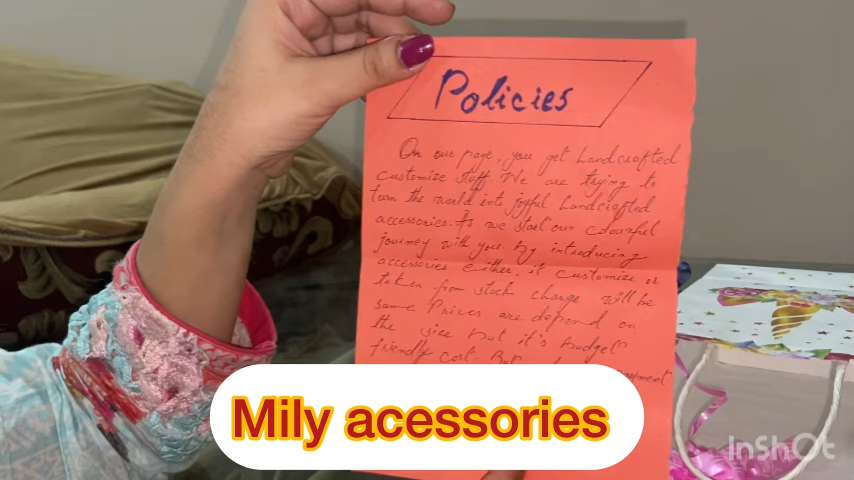 Policies
On our page, you get handcrafted
customize stuff We are trying to
turn the world into joyful handcrafted
accessories. As we start our colourful
journey with you. by introducing
accessories either, it customize or
taken from stock charge will be
same Prices are depend on
the size but it's budget
friendly cost.
Mily acessories
InShOt